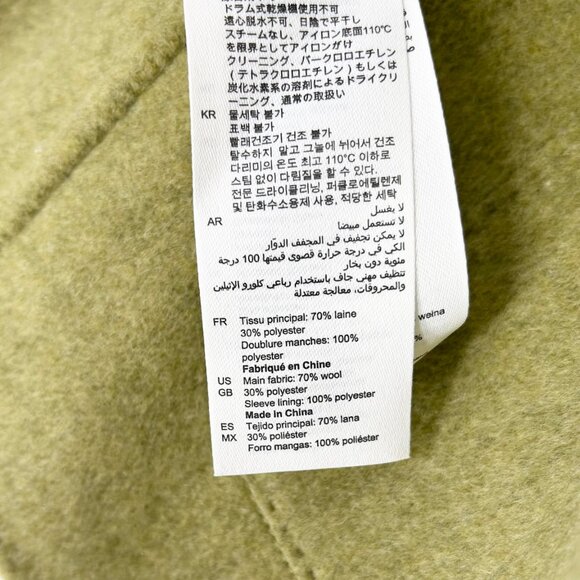 ドラム式乾燥機使用不可
遠心脱水不可、日陰で平干し
スチームなし、アイロン底面110℃
を限界としてアイロンがけ
クリーニング、パークロロエチレン
(テトラクロロエチレン)もしくは
炭化水素系の溶剤によるドライクリ
ーニング、通常の取扱い
KR 물세탁 불가
표백 불가
빨래건조기 건조 불가
탈수하지 말고 그늘에 뉘어서 건조
다리미의 온도 최고 110°C 이하로
스팀 없이 다림질을 할 수 있다.
전문 드라이클리닝, 퍼클로에틸렌제
및 탄화수소용제 사용, 적당한 세탁
AR لا يغسل
لا تستعمل مبيضا
لا يمكن تجفيف في المجفف الدوّار
الكي في درجة حرارة قصوى قيمتها 100 درجة
مئوية دون بخار
تنظيف مهني جاف باستخدام رباعي كلورو الإثيلين
والمحروقات، معالجة معتدلة
FR Tissu principal: 70% laine
30% polyester
Doublure manches: 100%
polyester
Fabriqué en Chine
US Main fabric: 70% wool
GB 30% polyester
Sleeve lining: 100% polyester
Made in China
ES Tejido principal: 70% lana
MX 30% poliéster
Forro mangas: 100% poliéster
weina
%